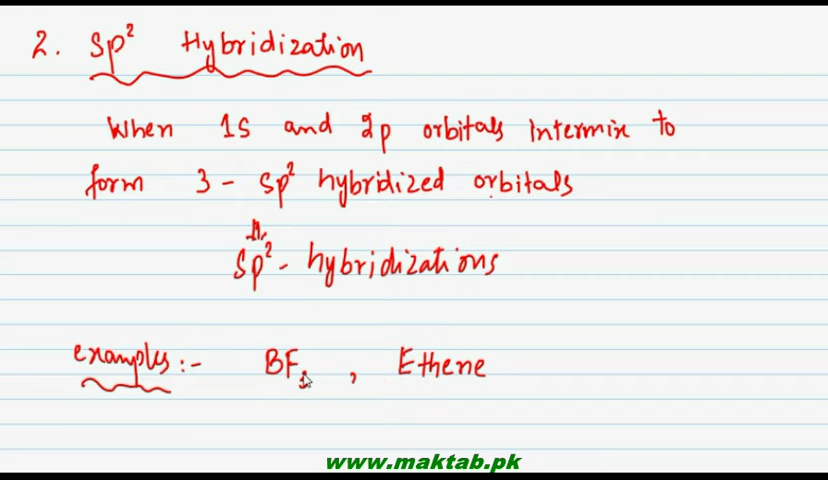 2. Sp² Hybridization
When 1S and 2p orbitals Intermix to
form 3 - Sp² hybridized orbitals
Sp² - hybridizations
examples :- BF₃ , Ethene
www.maktab.pk